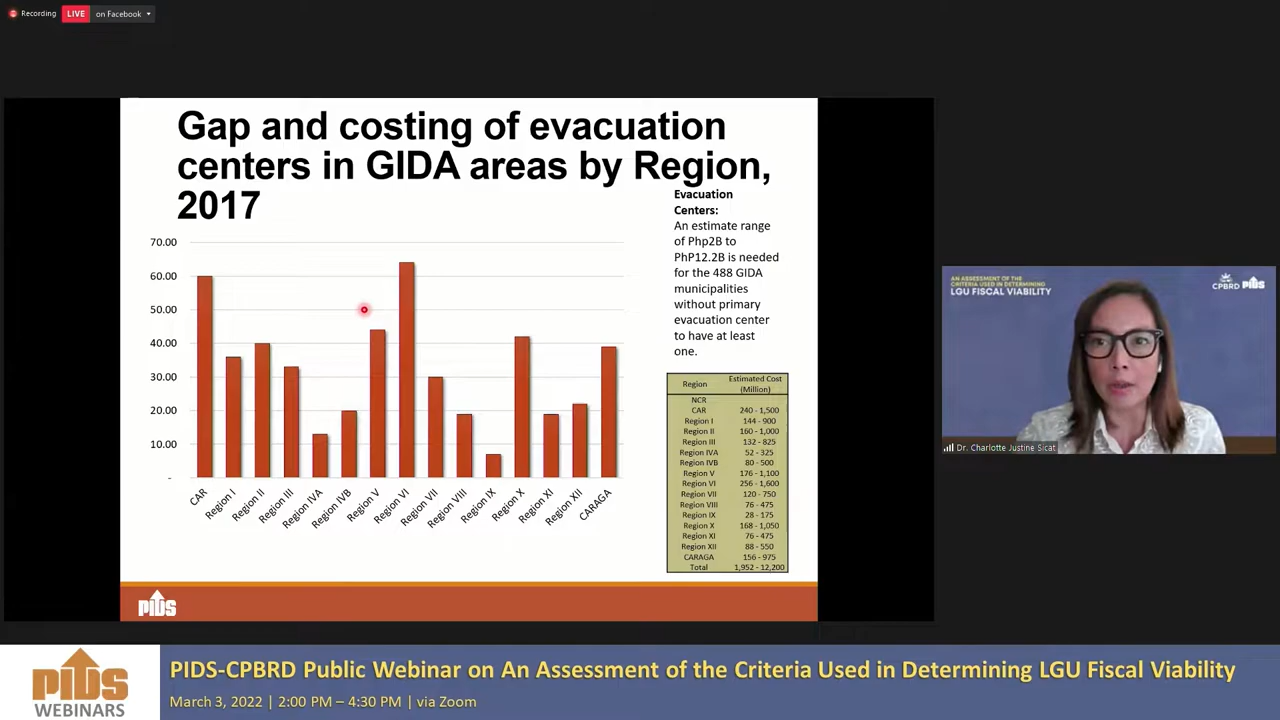 Recording
LIVE on Facebook
Gap and costing of evacuation
centers in GIDA areas by Region,
2017
Evacuation
Centers:
An estimate range
of Php2B to
PhP12.2B is needed
for the 488 GIDA
municipalities
without primary
evacuation center
to have at least
one.
70.00
60.00
50.00
40.00
30.00
20.00
10.00
-
CAR
Region I
Region II
Region III
Region IVA
Region IVB
Region V
Region VI
Region VII
Region VIII
Region IX
Region X
Region XI
Region XII
CARAGA
Region Estimated Cost (Million)
NCR
CAR 240 - 1,500
Region I 144 - 900
Region II 160 - 1,000
Region III 132 - 825
Region IVA 52 - 325
Region IVB 80 - 500
Region V 176 - 1,100
Region VI 256 - 1,600
Region VII 120 - 750
Region VIII 76 - 475
Region IX 28 - 175
Region X 168 - 1,050
Region XI 76 - 475
Region XII 88 - 550
CARAGA 156 - 975
Total 1,952 - 12,200
PIDS
AN ASSESSMENT OF THE
CRITERIA USED IN DETERMINING
LGU FISCAL VIABILITY
CPBRD PIDS
Dr. Charlotte Justine Sicat
PIDS
WEBINARS
PIDS-CPBRD Public Webinar on An Assessment of the Criteria Used in Determining LGU Fiscal Viability
March 3, 2022 | 2:00 PM – 4:30 PM | via Zoom